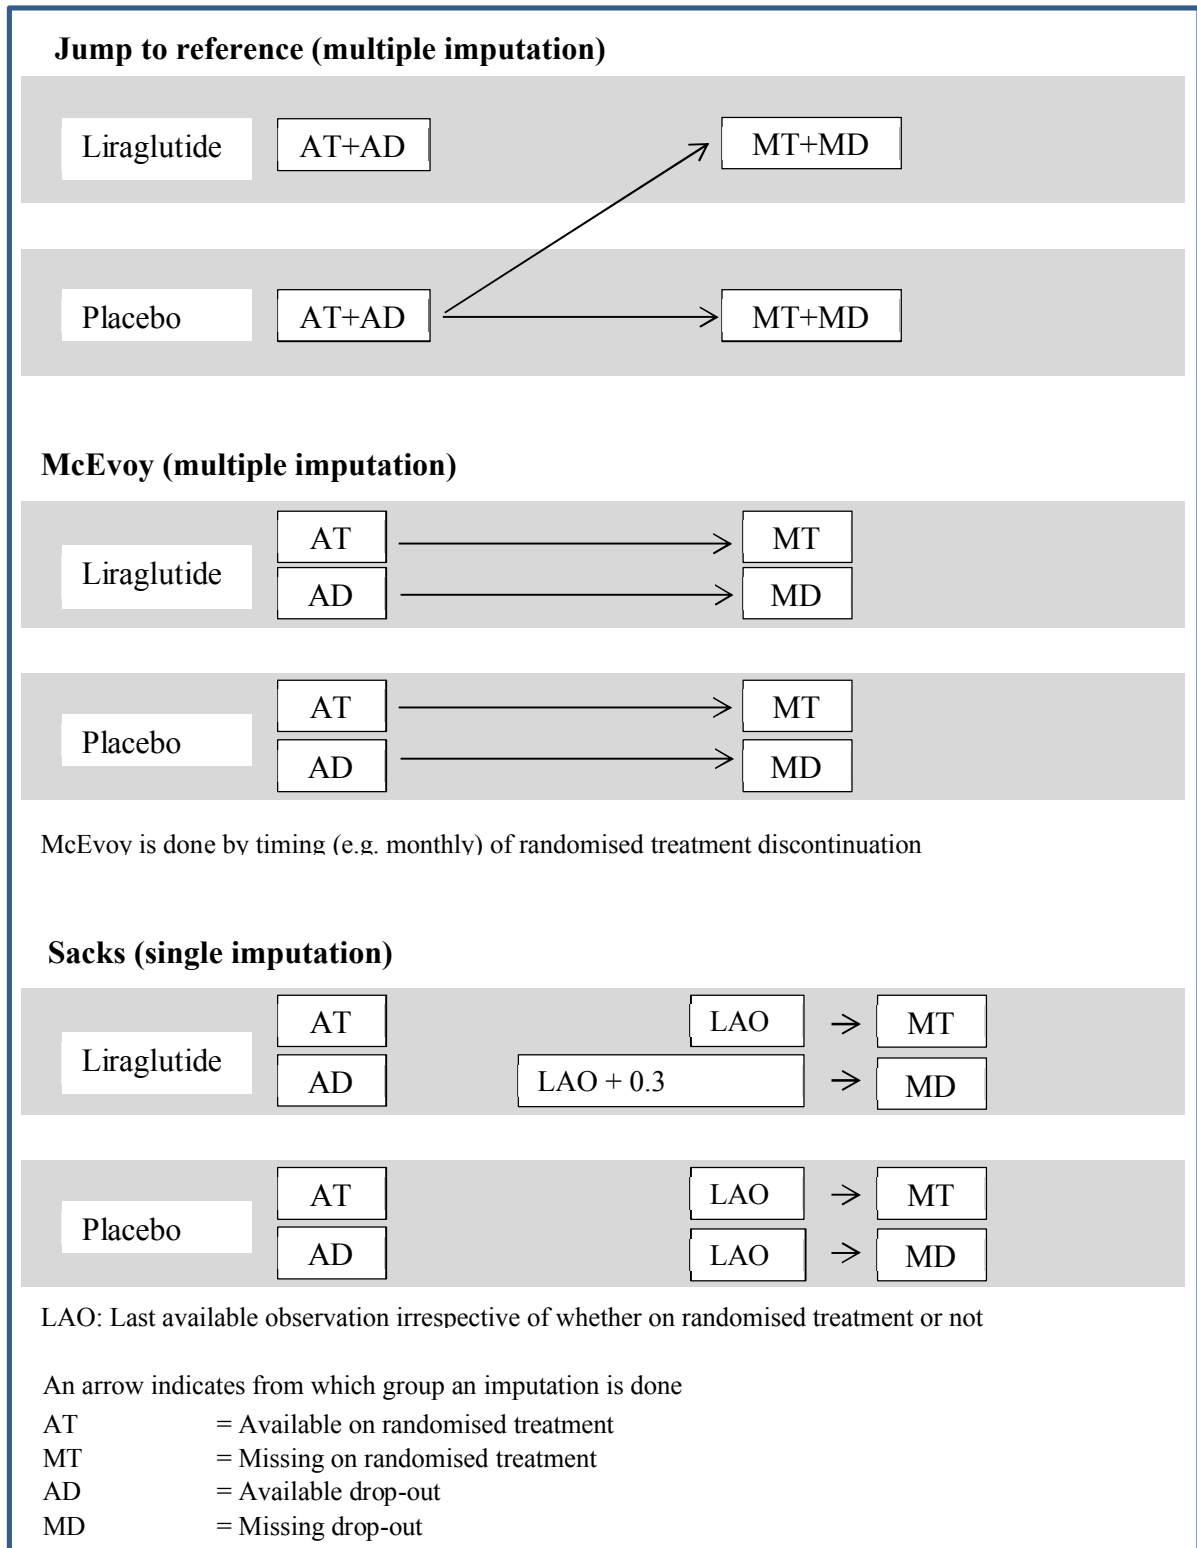 Jump to reference (multiple imputation)
Liraglutide AT+AD MT+MD
Placebo AT+AD MT+MD
McEvoy (multiple imputation)
AT MT
Liraglutide
AD MD
AT MT
Placebo
AD MD
McEvoy is done by timing (e.g. monthly) of randomised treatment discontinuation
Sacks (single imputation)
AT LAO MT
Liraglutide
AD LAO + 0.3 MD
AT LAO MT
Placebo
AD LAO MD
LAO: Last available observation irrespective of whether on randomised treatment or not
An arrow indicates from which group an imputation is done
AT = Available on randomised treatment
MT = Missing on randomised treatment
AD = Available drop-out
MD = Missing drop-out